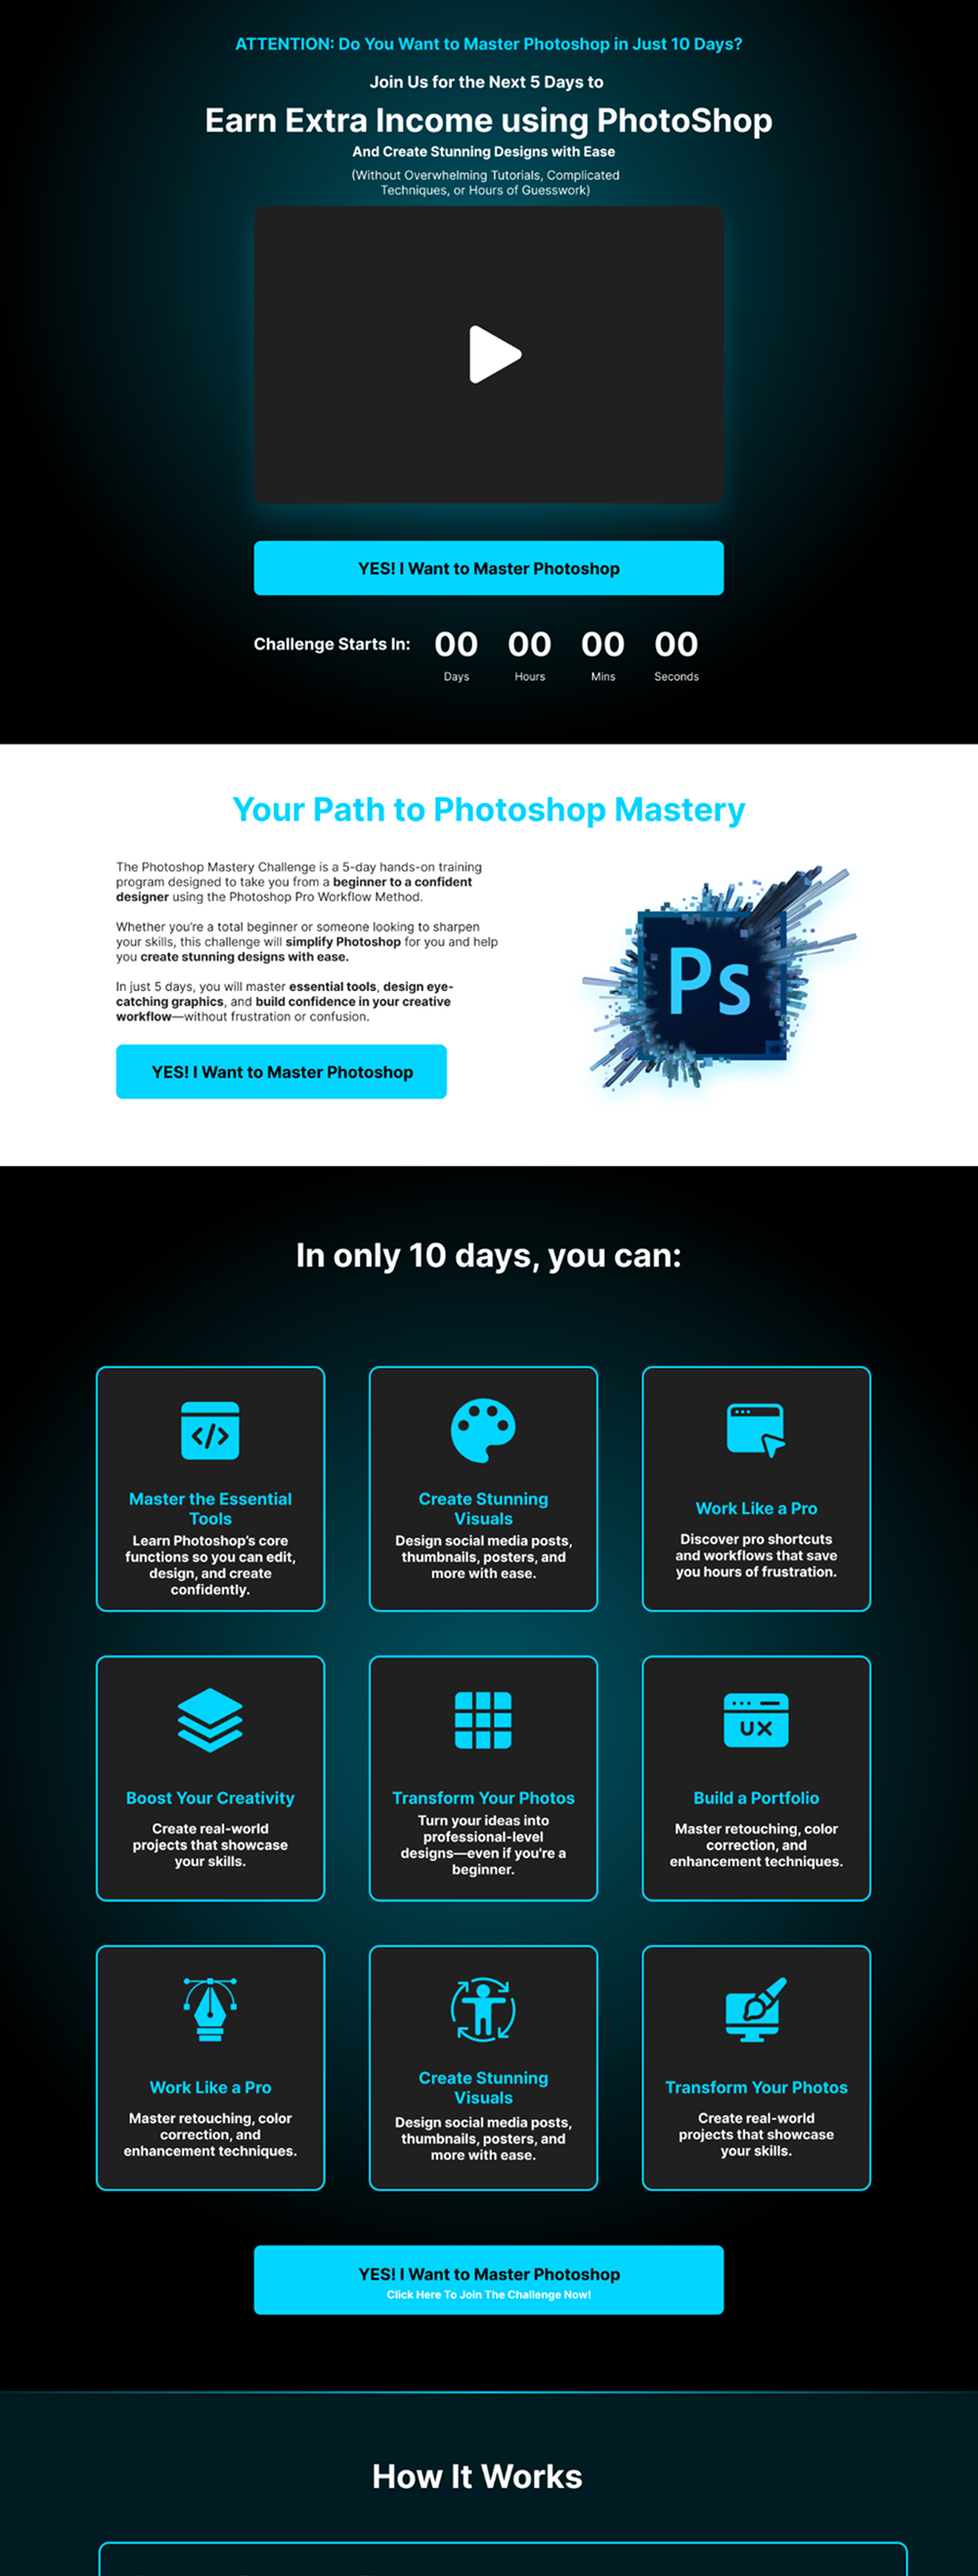 ATTENTION: Do You Want to Master Photoshop in Just 10 Days?
Join Us for the Next 5 Days to
Earn Extra Income using PhotoShop
And Create Stunning Designs with Ease
(Without Overwhelming Tutorials, Complicated
Techniques, or Hours of Guesswork)
YES! I Want to Master Photoshop
Challenge Starts In:
00 00 00 00
Days Hours Mins Seconds
Your Path to Photoshop Mastery
The Photoshop Mastery Challenge is a 5-day hands-on training
program designed to take you from a beginner to a confident
designer using the Photoshop Pro Workflow Method.
Whether you're a total beginner or someone looking to sharpen
your skills, this challenge will simplify Photoshop for you and help
you create stunning designs with ease.
In just 5 days, you will master essential tools, design eye-
catching graphics, and build confidence in your creative
workflow—without frustration or confusion.
YES! I Want to Master Photoshop
Ps
In only 10 days, you can:
</>
Master the Essential
Tools
Learn Photoshop's core
functions so you can edit,
design, and create
confidently.
Create Stunning
Visuals
Design social media posts,
thumbnails, posters, and
more with ease.
Work Like a Pro
Discover pro shortcuts
and workflows that save
you hours of frustration.
Boost Your Creativity
Create real-world
projects that showcase
your skills.
Transform Your Photos
Turn your ideas into
professional-level
designs—even if you're a
beginner.
UX
Build a Portfolio
Master retouching, color
correction, and
enhancement techniques.
Work Like a Pro
Master retouching, color
correction, and
enhancement techniques.
Create Stunning
Visuals
Design social media posts,
thumbnails, posters, and
more with ease.
Transform Your Photos
Create real-world
projects that showcase
your skills.
YES! I Want to Master Photoshop
Click Here To Join The Challenge Now!
How It Works